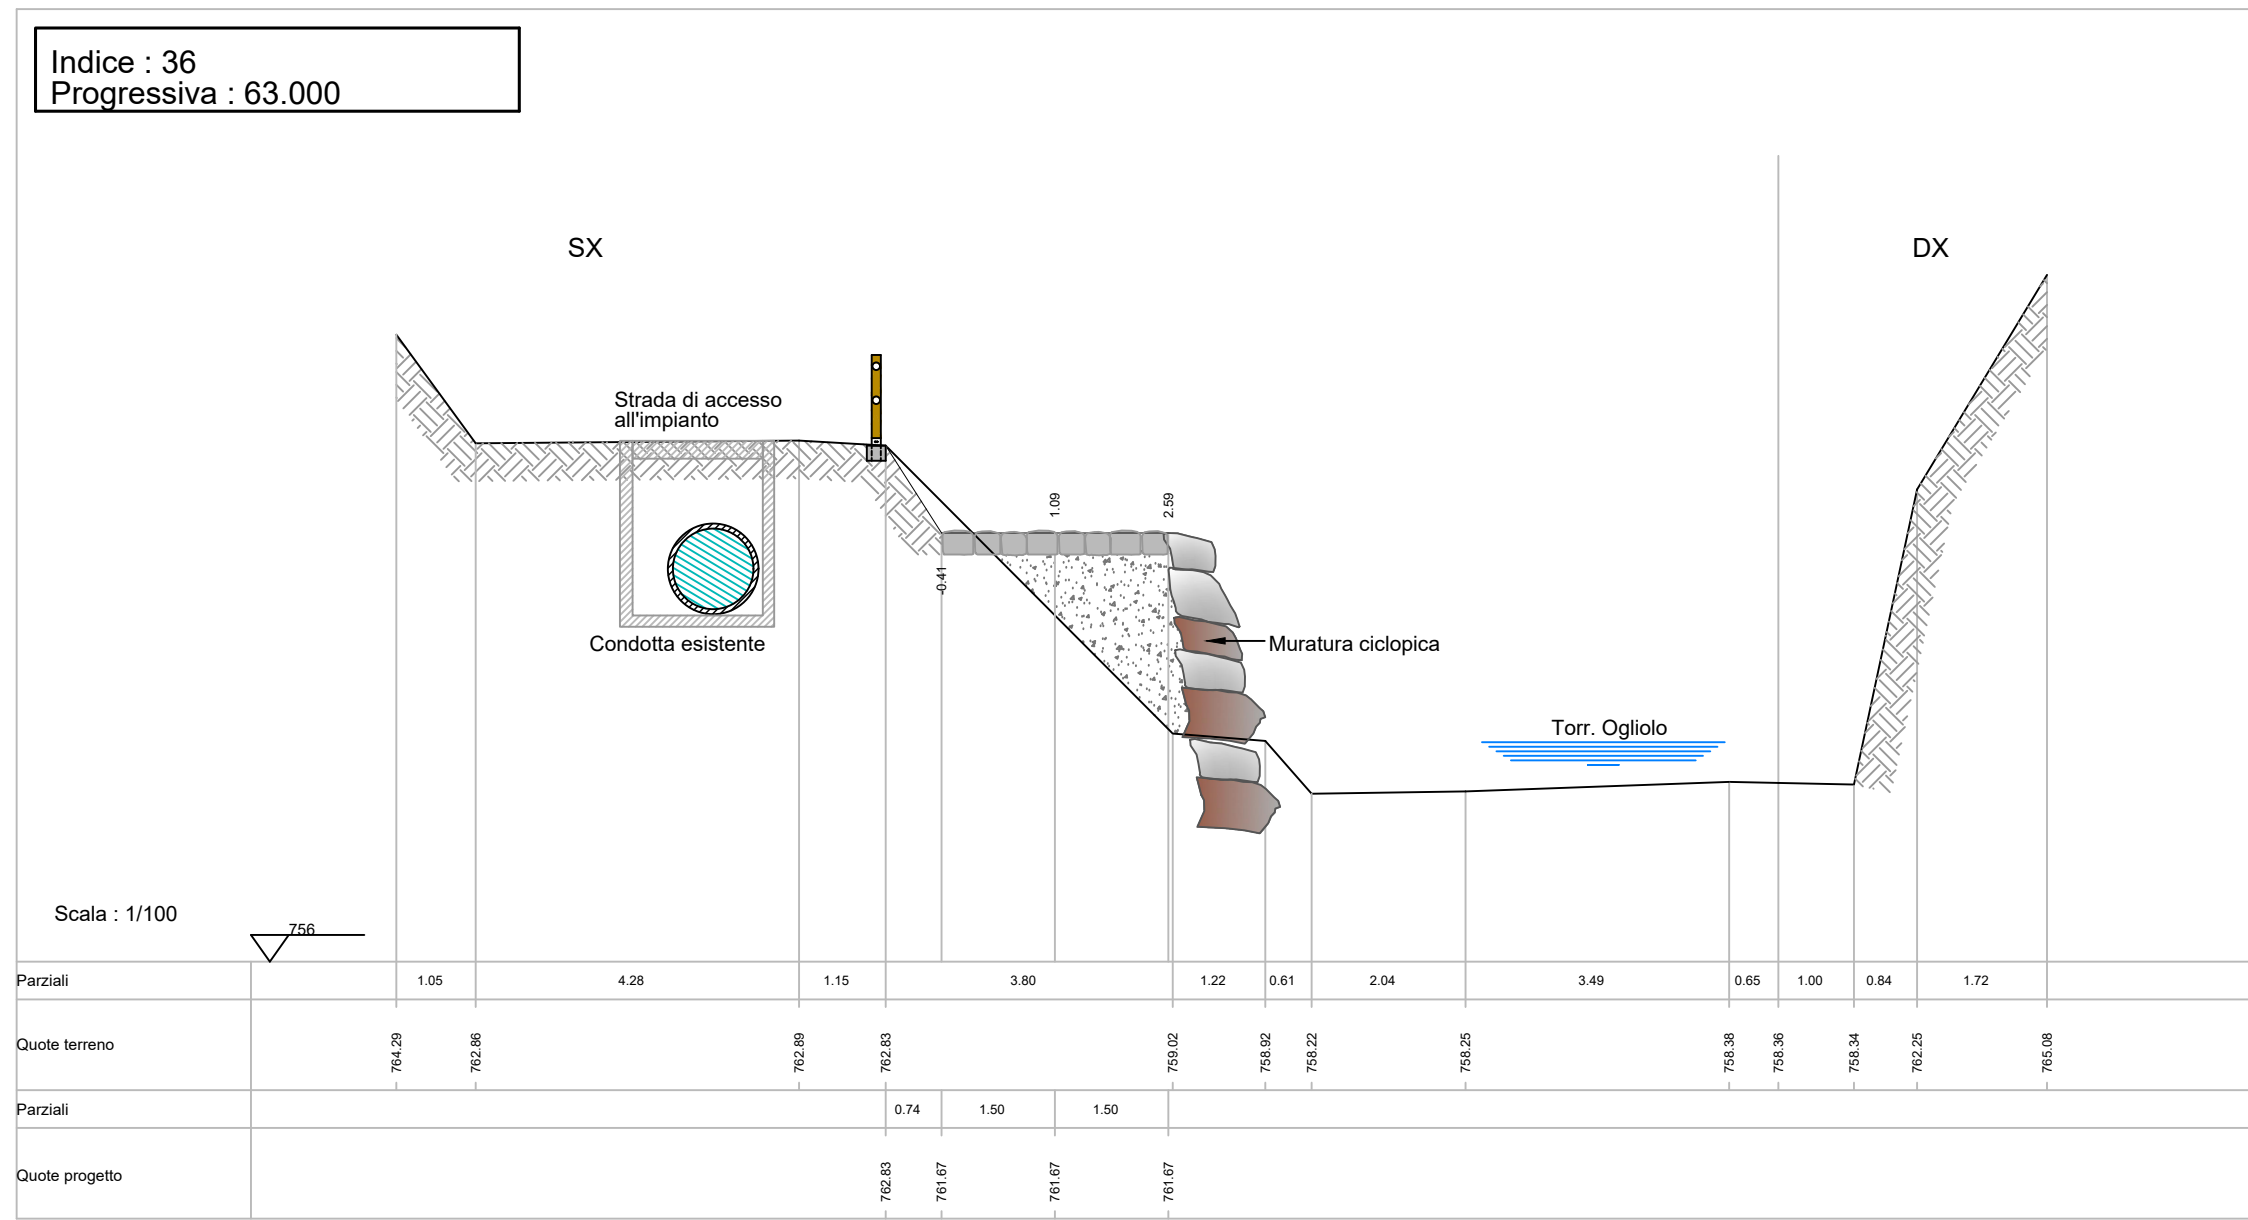 Indice : 36
Progressiva : 63.000
SX
DX
Strada di accesso
all'impianto
1.09
2.59
-0.41
Condotta esistente
Muratura ciclopica
Torr. Ogliolo
Scala : 1/100
756
Parziali 1.05 4.28 1.15 3.80 1.22 0.61 2.04 3.49 0.65 1.00 0.84 1.72
Quote terreno 764.29 762.86 762.89 762.83 759.02 758.92 758.22 758.25 758.38 758.36 758.34 762.25 765.08
Parziali 0.74 1.50 1.50
Quote progetto 762.83 761.67 761.67 761.67